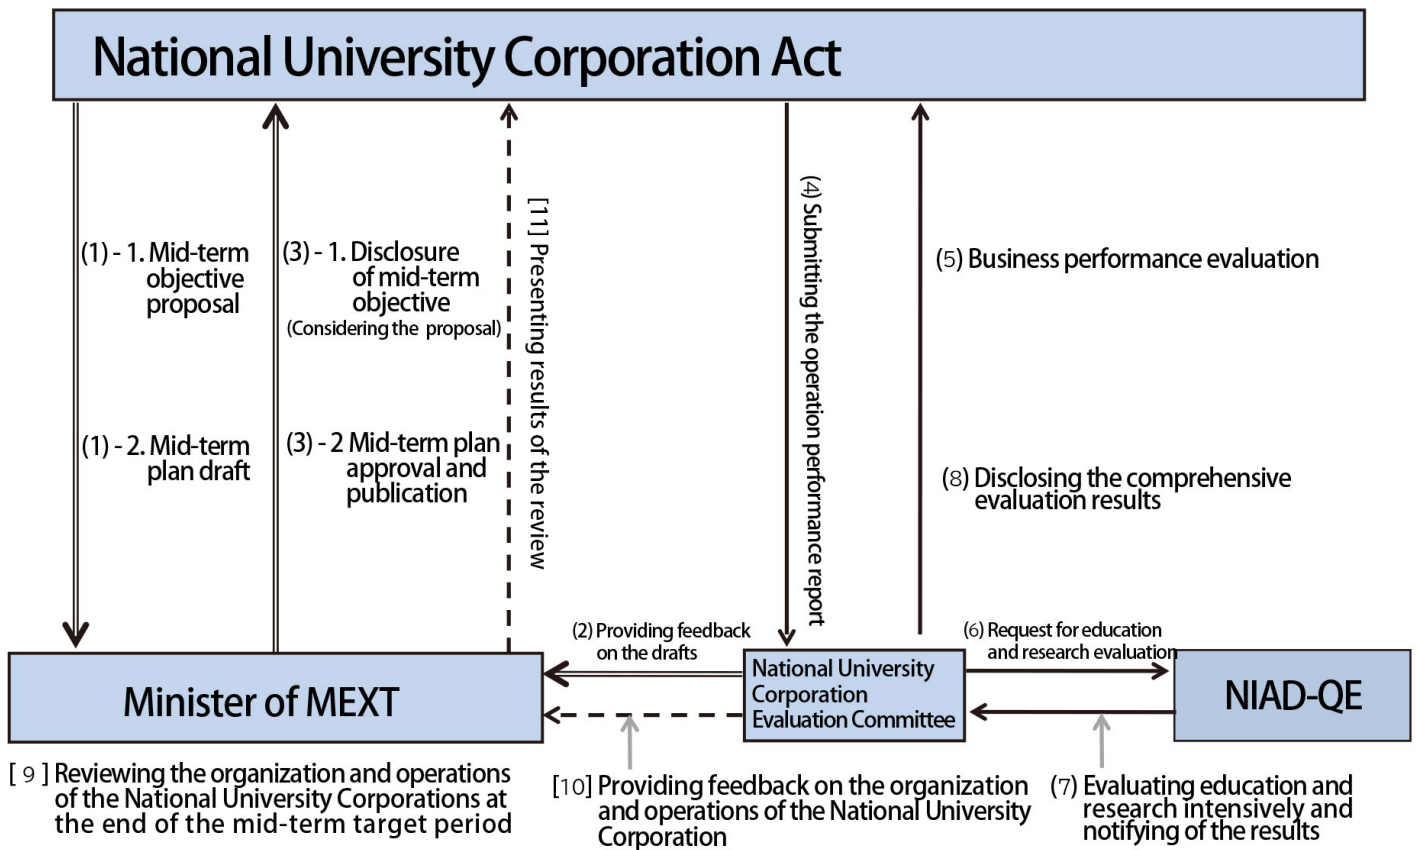 National University Corporation Act
(1) - 1. Mid-term
objective
proposal
(3) - 1. Disclosure
of mid-term
objective
(Considering the proposal)
[11] Presenting results of the review
(4) Submitting the operation performance report
(5) Business performance evaluation
(1) - 2. Mid-term
plan draft
(3) - 2 Mid-term plan
approval and
publication
(8) Disclosing the comprehensive
evaluation results
(2) Providing feedback
on the drafts
(6) Request for education
and research evaluation
Minister of MEXT
National University
Corporation
Evaluation Committee
NIAD-QE
[ 9 ] Reviewing the organization and operations
of the National University Corporations at
the end of the mid-term target period
[10] Providing feedback on the organization
and operations of the National University
Corporation
(7) Evaluating education and
research intensively and
notifying of the results